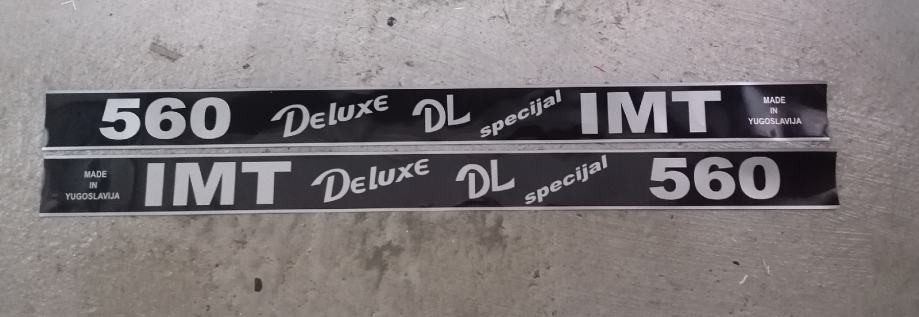 560 Deluxe DL specijal IMT MADE
IN
YUGOSLAVIJA
MADE
IN
YUGOSLAVIJA IMT Deluxe DL specijal 560